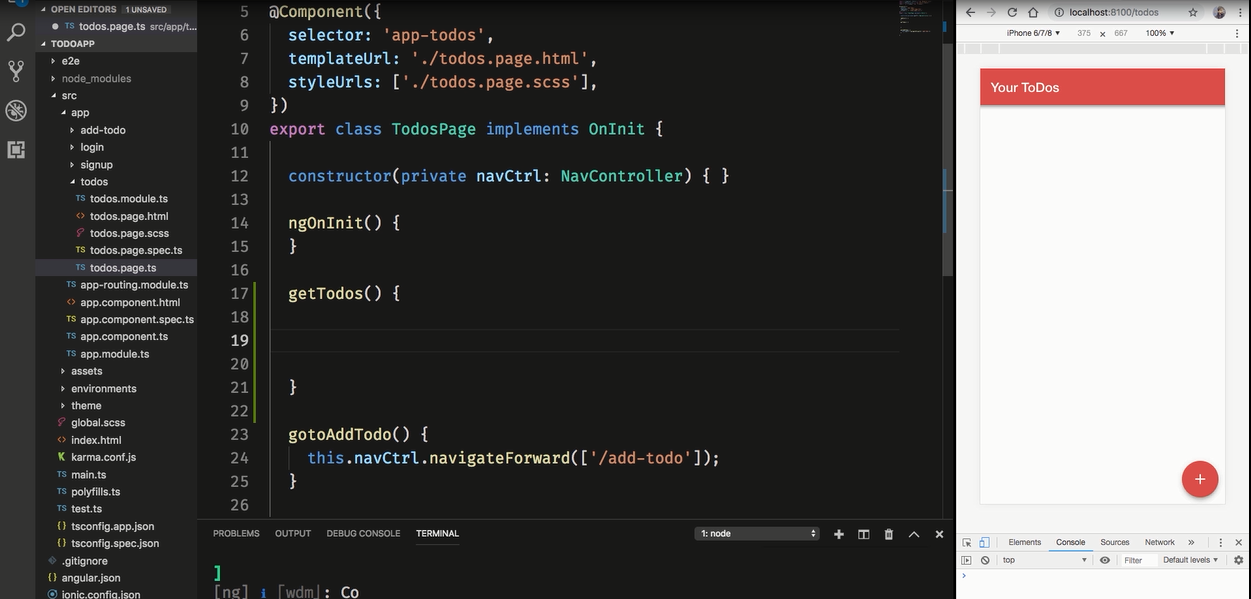 OPEN EDITORS 1 UNSAVED
TS todos.page.ts src/app/t...
TODOAPP
e2e
node_modules
src
app
add-todo
login
signup
todos
TS todos.module.ts
<> todos.page.html
todos.page.scss
TS todos.page.spec.ts
TS todos.page.ts
TS app-routing.module.ts
<> app.component.html
TS app.component.spec.ts
TS app.component.ts
TS app.module.ts
assets
environments
theme
global.scss
<> index.html
karma.conf.js
TS main.ts
TS polyfills.ts
TS test.ts
{} tsconfig.app.json
{} tsconfig.spec.json
.gitignore
{} angular.json
ionic.config.json
5 @Component({
6 selector: 'app-todos',
7 templateUrl: './todos.page.html',
8 styleUrls: ['./todos.page.scss'],
9 })
10 export class TodosPage implements OnInit {
11
12 constructor(private navCtrl: NavController) { }
13
14 ngOnInit() {
15 }
16
17 getTodos() {
18
19
20
21 }
22
23 gotoAddTodo() {
24 this.navCtrl.navigateForward(['/add-todo']);
25 }
26
PROBLEMS OUTPUT DEBUG CONSOLE TERMINAL 1: node
]
[ng] i ｢wdm｣: Co
localhost:8100/todos
iPhone 6/7/8 375 × 667 100%
Your ToDos
+
Elements Console Sources Network »
top Filter Default levels
>